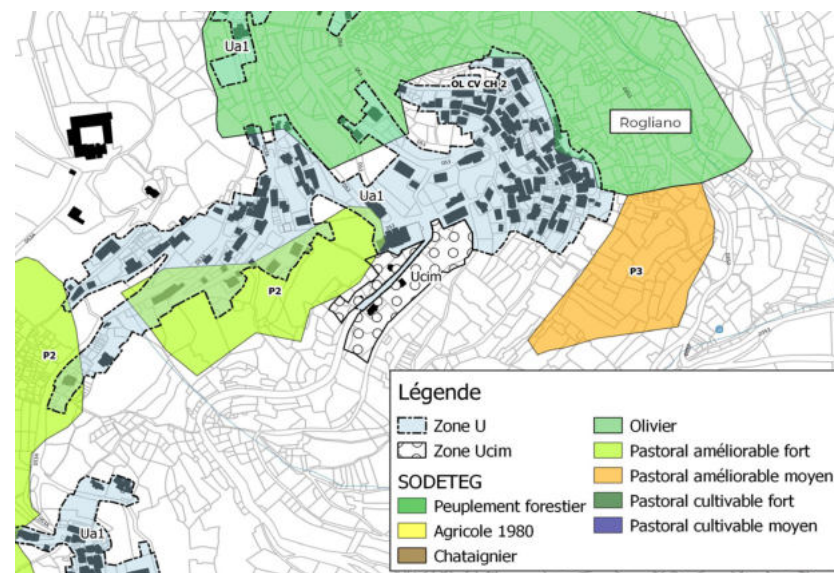 Ua1
OL CV CH 2
Rogliano
Ua1
Ucim
P2
P3
P2
Ua1
Légende
Zone U
Zone Ucim
SODETEG
Peuplement forestier
Agricole 1980
Chataignier
Olivier
Pastoral améliorable fort
Pastoral améliorable moyen
Pastoral cultivable fort
Pastoral cultivable moyen